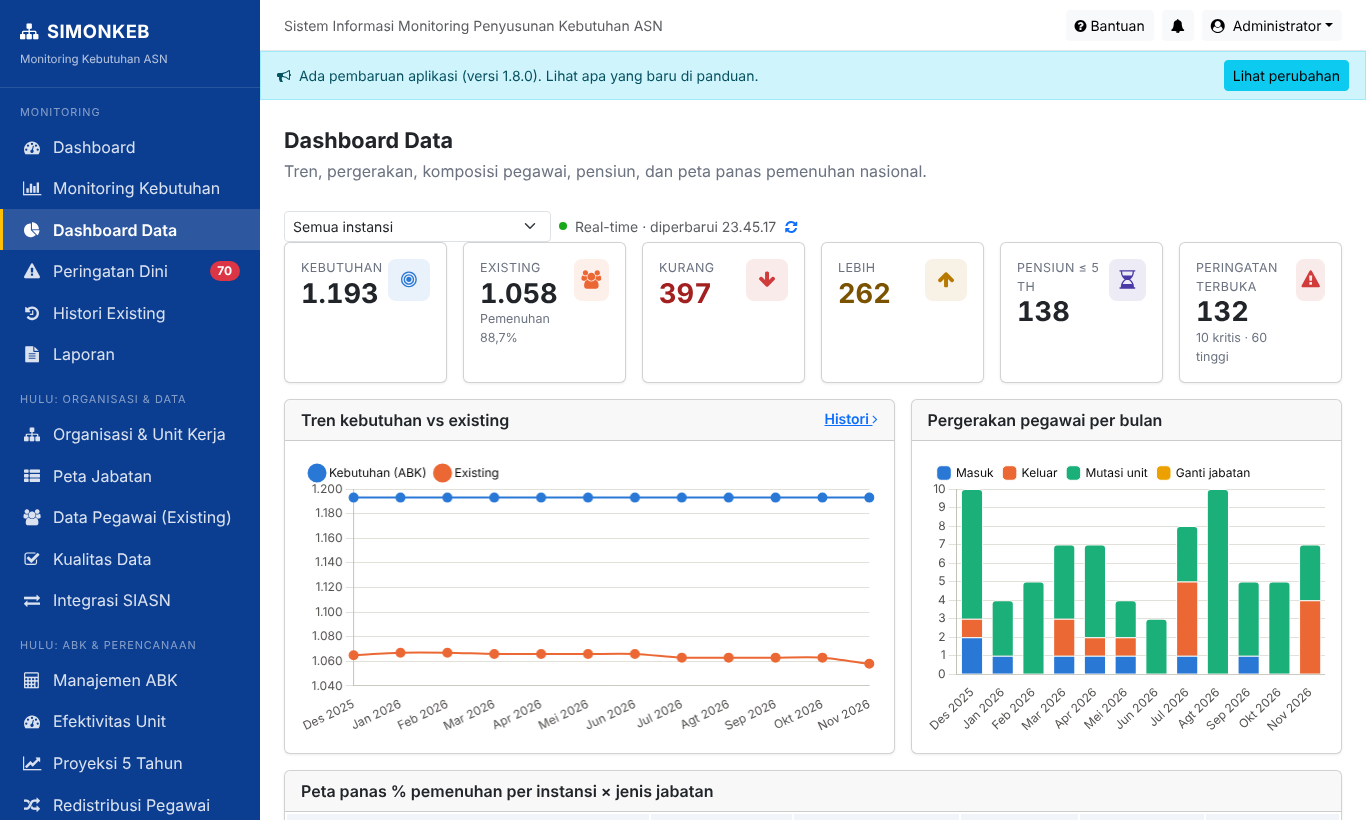 SIMONKEB
Monitoring Kebutuhan ASN
MONITORING
Dashboard
Monitoring Kebutuhan
Dashboard Data
Peringatan Dini 70
Histori Existing
Laporan
HULU: ORGANISASI & DATA
Organisasi & Unit Kerja
Peta Jabatan
Data Pegawai (Existing)
Kualitas Data
Integrasi SIASN
HULU: ABK & PERENCANAAN
Manajemen ABK
Efektivitas Unit
Proyeksi 5 Tahun
Redistribusi Pegawai
Sistem Informasi Monitoring Penyusunan Kebutuhan ASN
Bantuan
Administrator
Ada pembaruan aplikasi (versi 1.8.0). Lihat apa yang baru di panduan.
Lihat perubahan
Dashboard Data
Tren, pergerakan, komposisi pegawai, pensiun, dan peta panas pemenuhan nasional.
Semua instansi
Real-time · diperbarui 23.45.17
KEBUTUHAN
1.193
EXISTING
1.058
Pemenuhan
88,7%
KURANG
397
LEBIH
262
PENSIUN ≤ 5
TH
138
PERINGATAN
TERBUKA
132
10 kritis · 60
tinggi
Tren kebutuhan vs existing
Histori
Kebutuhan (ABK) Existing
1.200
1.180
1.160
1.140
1.120
1.100
1.080
1.060
1.040
Des 2025 Jan 2026 Feb 2026 Mar 2026 Apr 2026 Mei 2026 Jun 2026 Jul 2026 Agt 2026 Sep 2026 Okt 2026 Nov 2026
Pergerakan pegawai per bulan
Masuk Keluar Mutasi unit Ganti jabatan
10
9
8
7
6
5
4
3
2
1
0
Des 2025 Jan 2026 Feb 2026 Mar 2026 Apr 2026 Mei 2026 Jun 2026 Jul 2026 Agt 2026 Sep 2026 Okt 2026 Nov 2026
Peta panas % pemenuhan per instansi × jenis jabatan